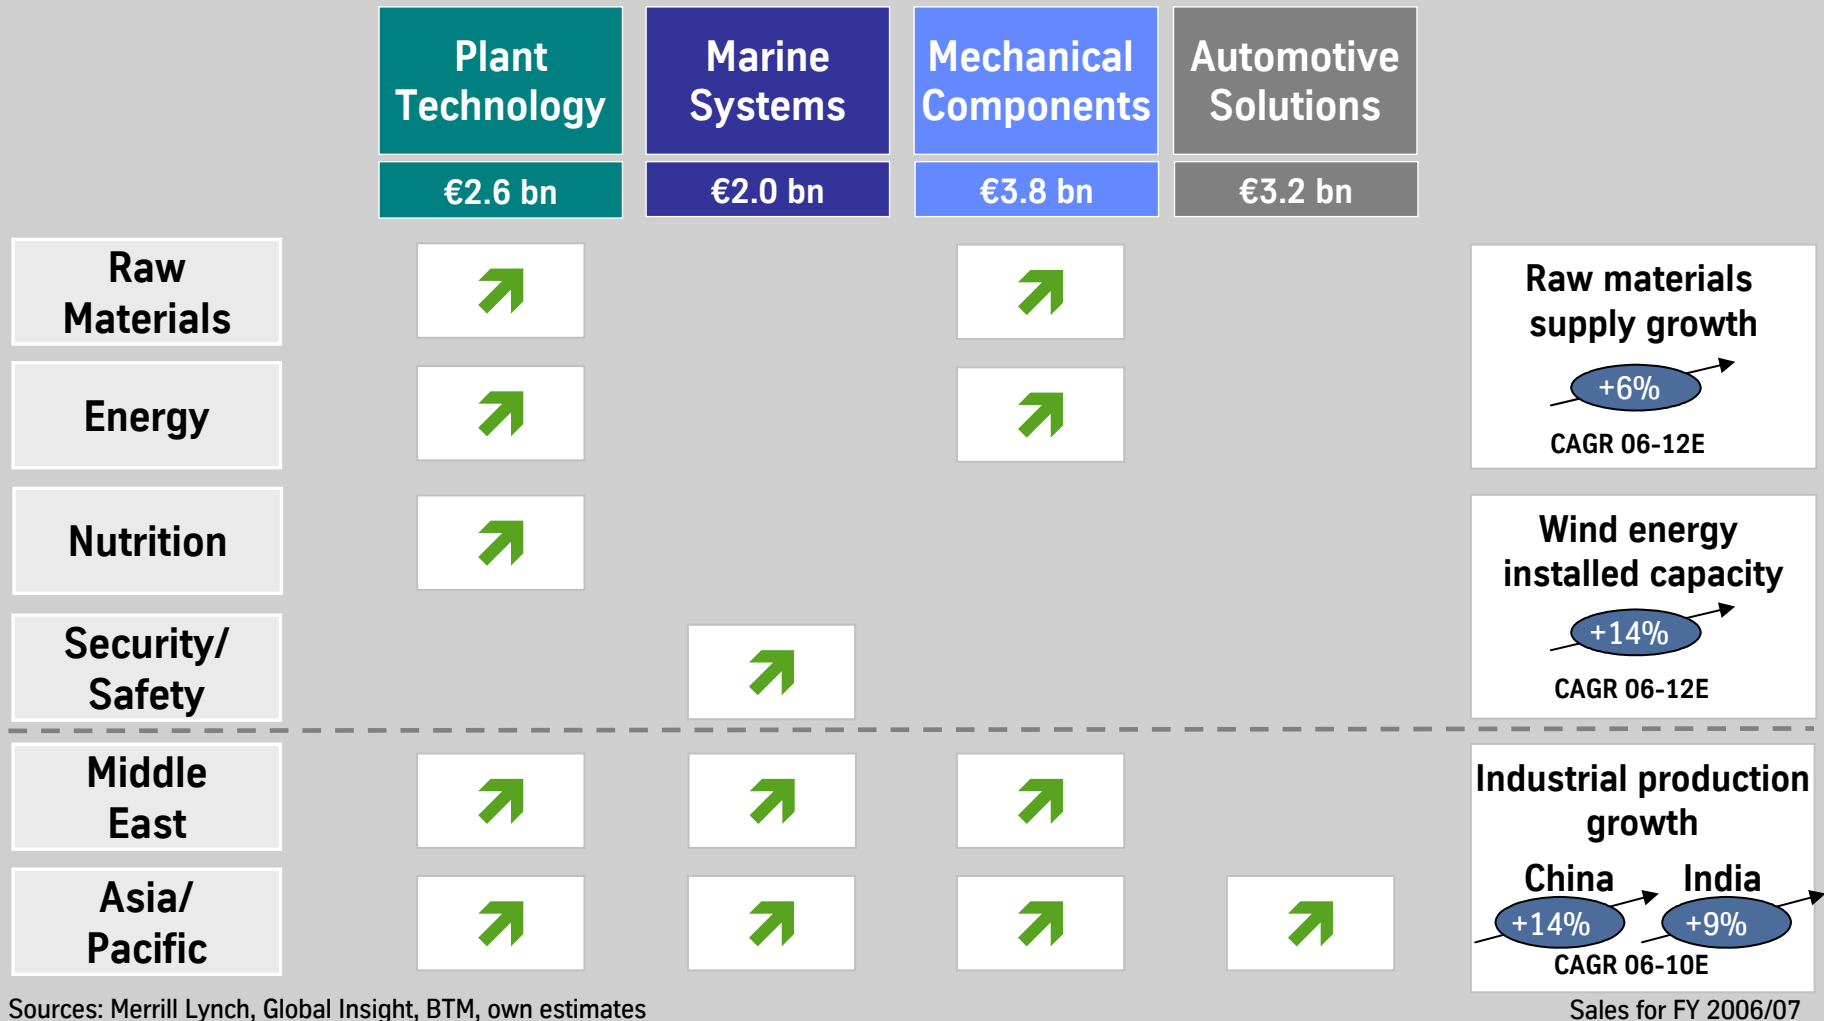 Plant
Technology
Marine
Systems
Mechanical
Components
Automotive
Solutions
€2.6 bn
€2.0 bn
€3.8 bn
€3.2 bn
Raw
Materials
Energy
Nutrition
Security/
Safety
Middle
East
Asia/
Pacific
Raw materials
supply growth
+6%
CAGR 06-12E
Wind energy
installed capacity
+14%
CAGR 06-12E
Industrial production
growth
China
India
+14%
+9%
CAGR 06-10E
Sources: Merrill Lynch, Global Insight, BTM, own estimates
Sales for FY 2006/07